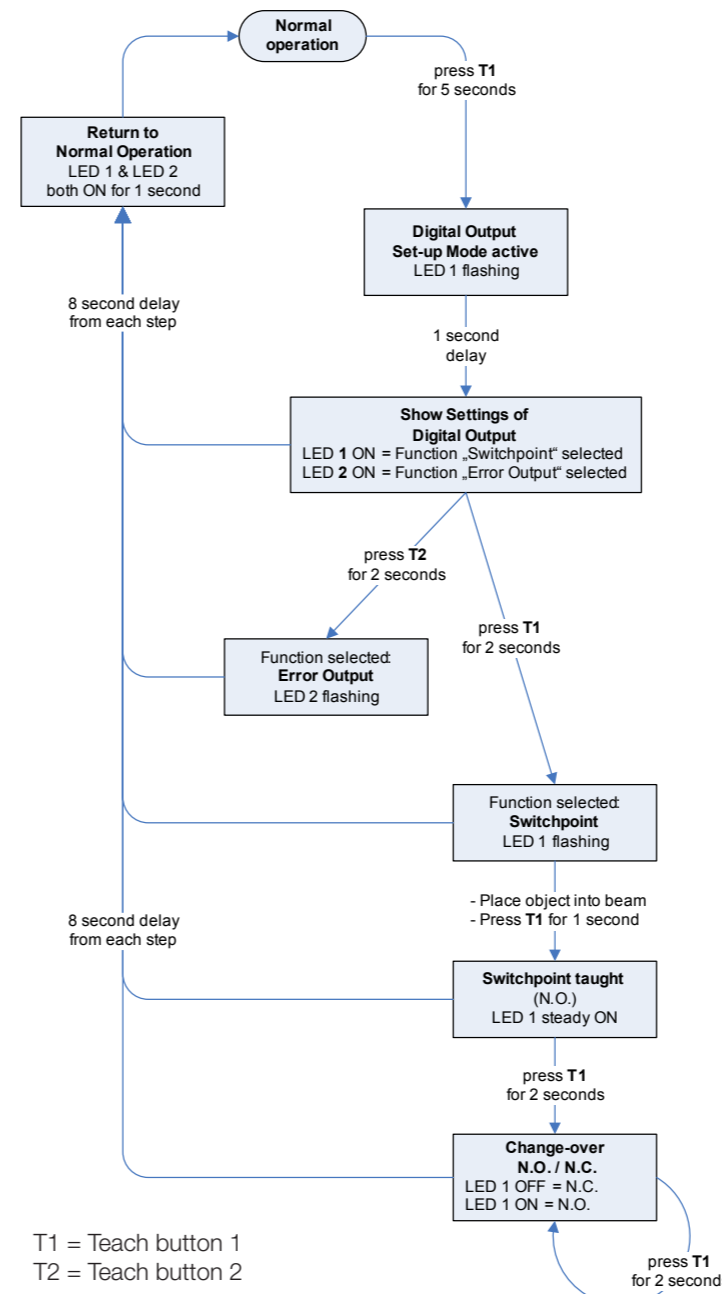 Normal
operation
press T1
for 5 seconds
Return to
Normal Operation
LED 1 & LED 2
both ON for 1 second
Digital Output
Set-up Mode active
LED 1 flashing
8 second delay
from each step
1 second
delay
Show Settings of
Digital Output
LED 1 ON = Function „Switchpoint“ selected
LED 2 ON = Function „Error Output“ selected
press T2
for 2 seconds
press T1
for 2 seconds
Function selected:
Error Output
LED 2 flashing
Function selected:
Switchpoint
LED 1 flashing
- Place object into beam
- Press T1 for 1 second
8 second delay
from each step
Switchpoint taught
(N.O.)
LED 1 steady ON
press T1
for 2 seconds
Change-over
N.O. / N.C.
LED 1 OFF = N.C.
LED 1 ON = N.O.
T1 = Teach button 1
T2 = Teach button 2
press T1
for 2 second